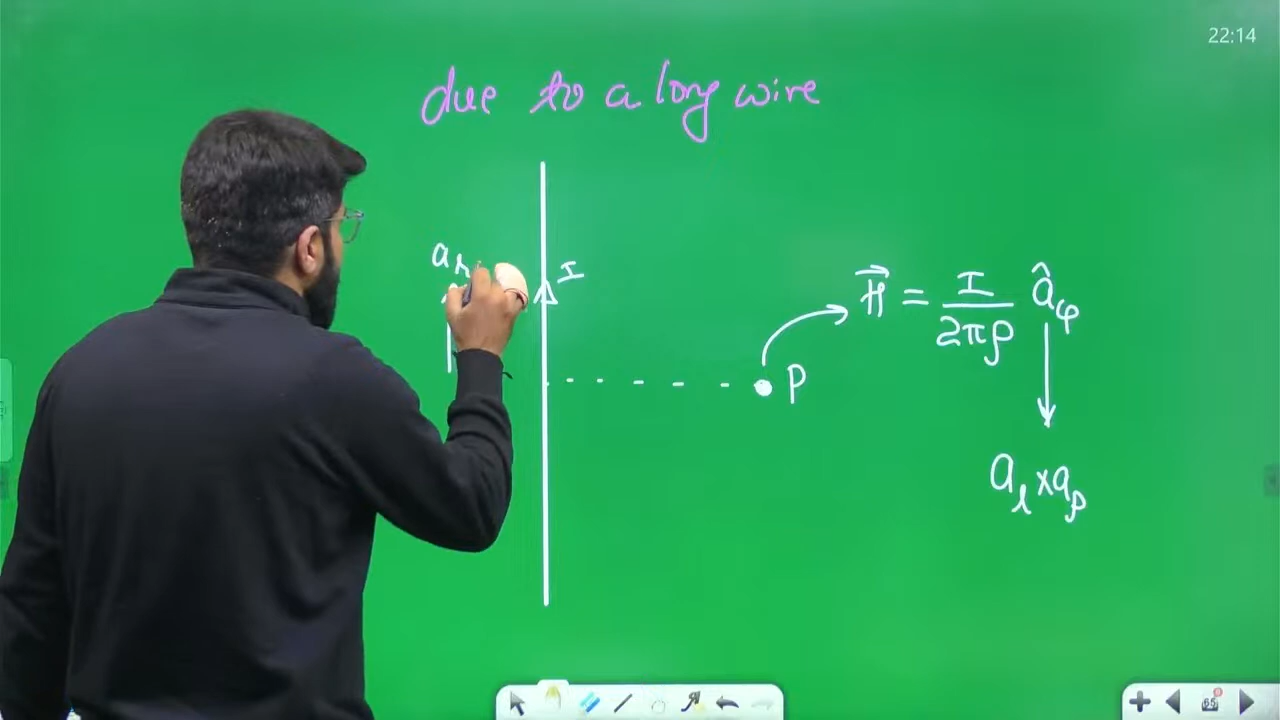 22:14
due to a long wire
I
H⃗ = I / 2πρ â_φ
P
a_l × a_ρ